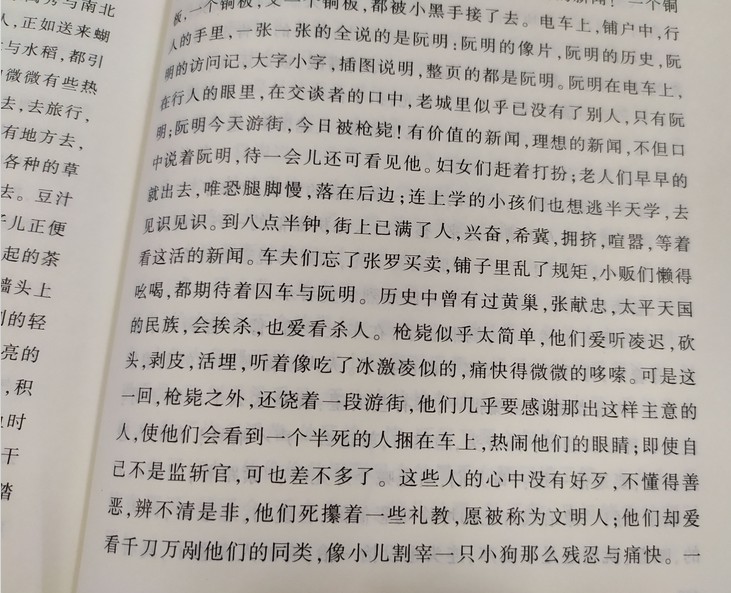 南北
人,正如送来蝴
与水稻,都引
微微有些热
去,去旅行,
有地方去,
各种的草
去。豆汁
儿正便
起的茶
墙头上
的轻
亮的
,积
时
干
踏
板,一个铜板,又一个铜板,都被小黑手接了去。电车上,铺户中,行
人的手里,一张一张的全说的是阮明:阮明的像片,阮明的历史,阮
明的访问记,大字小字,插图说明,整页的都是阮明。阮明在电车上,
在行人的眼里,在交谈者的口中,老城里似乎已没有了别人,只有阮
明;阮明今天游街,今日被枪毙!有价值的新闻,理想的新闻,不但口
中说着阮明,待一会儿还可看见他。妇女们赶着打扮;老人们早早的
就出去,唯恐腿脚慢,落在后边;连上学的小孩们也想逃半天学,去
见识见识。到八点半钟,街上已满了人,兴奋,希冀,拥挤,喧嚣,等着
看这活的新闻。车夫们忘了张罗买卖,铺子里乱了规矩,小贩们懒得
吆喝,都期待着囚车与阮明。历史中曾有过黄巢,张献忠,太平天国
的民族,会挨杀,也爱看杀人。枪毙似乎太简单,他们爱听凌迟,砍
头,剥皮,活埋,听着像吃了冰激凌似的,痛快得微微的哆嗦。可是这
一回,枪毙之外,还饶着一段游街,他们几乎要感谢那出这样主意的
人,使他们会看到一个半死的人捆在车上,热闹他们的眼睛;即使自
己不是监斩官,可也差不多了。这些人的心中没有好歹,不懂得善
恶,辨不清是非,他们死攥着一些礼教,愿被称为文明人;他们却爱
看千刀万剐他们的同类,像小儿割宰一只小狗那么残忍与痛快。一